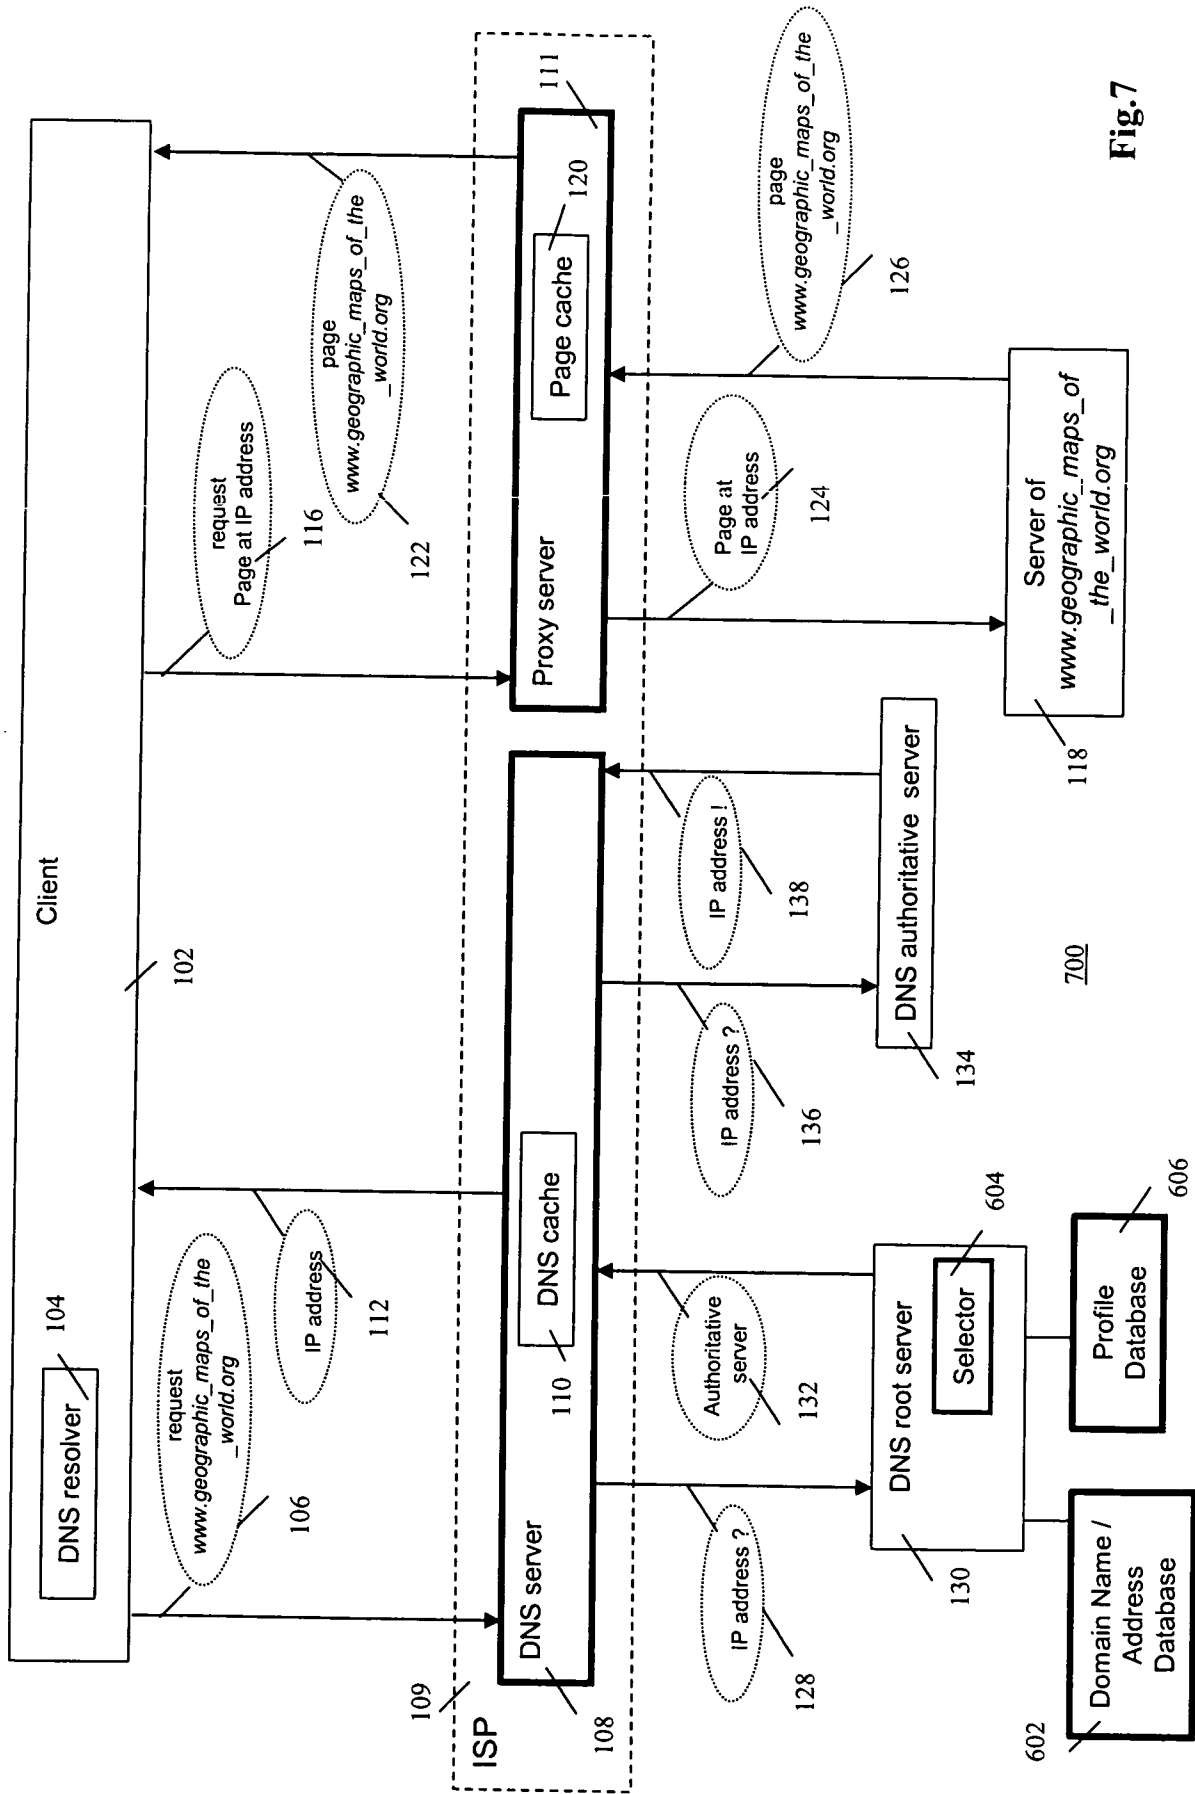 Client
DNS resolver
104
102
request
www.geographic_maps_of_the
_world.org
106
IP address
112
request
Page at IP address
116
page
www.geographic_maps_of_the
_world.org
122
109
ISP
DNS server
108
DNS cache
110
Proxy server
Page cache
120
111
IP address ?
128
Authoritative
server
132
IP address ?
136
IP address !
138
Page at
IP address
124
page
www.geographic_maps_of_the
_world.org
126
DNS root server
130
Selector
604
DNS authoritative server
134
Server of
www.geographic_maps_of
_the_world.org
118
Domain Name /
Address
Database
602
Profile
Database
606
700
Fig.7